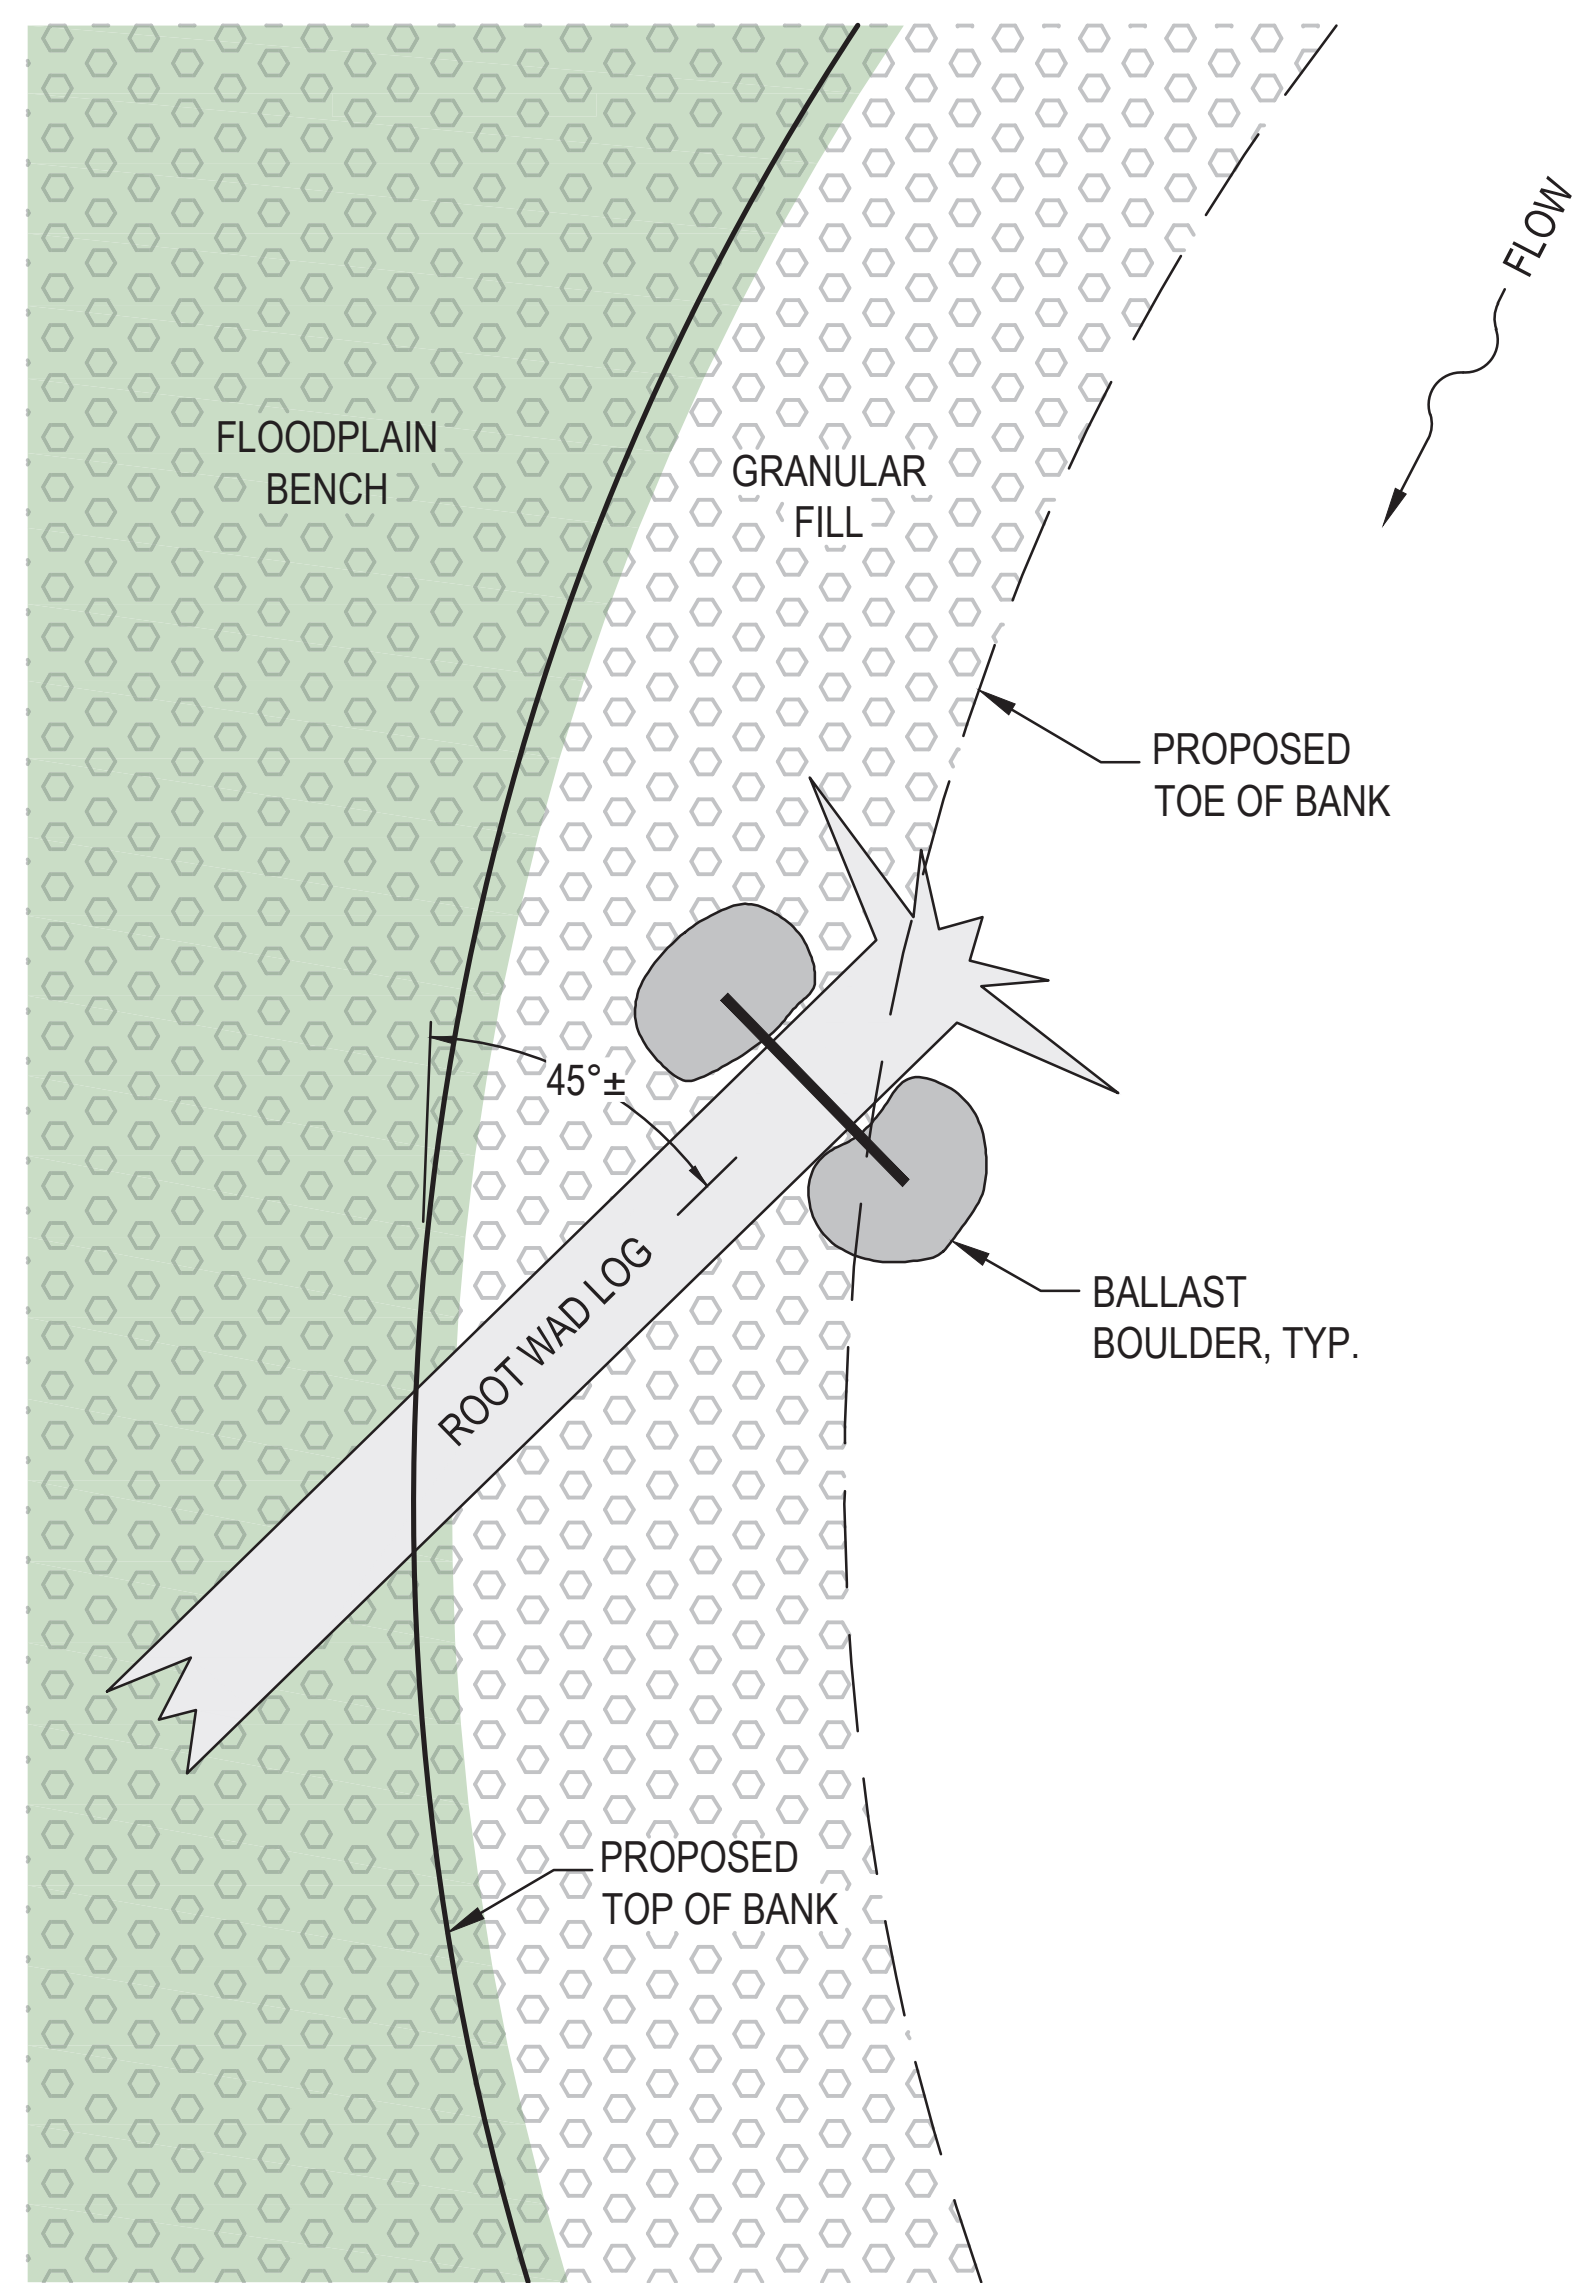 FLOW
FLOODPLAIN
BENCH
GRANULAR
FILL
PROPOSED
TOE OF BANK
45°±
ROOT WAD LOG
BALLAST
BOULDER, TYP.
PROPOSED
TOP OF BANK